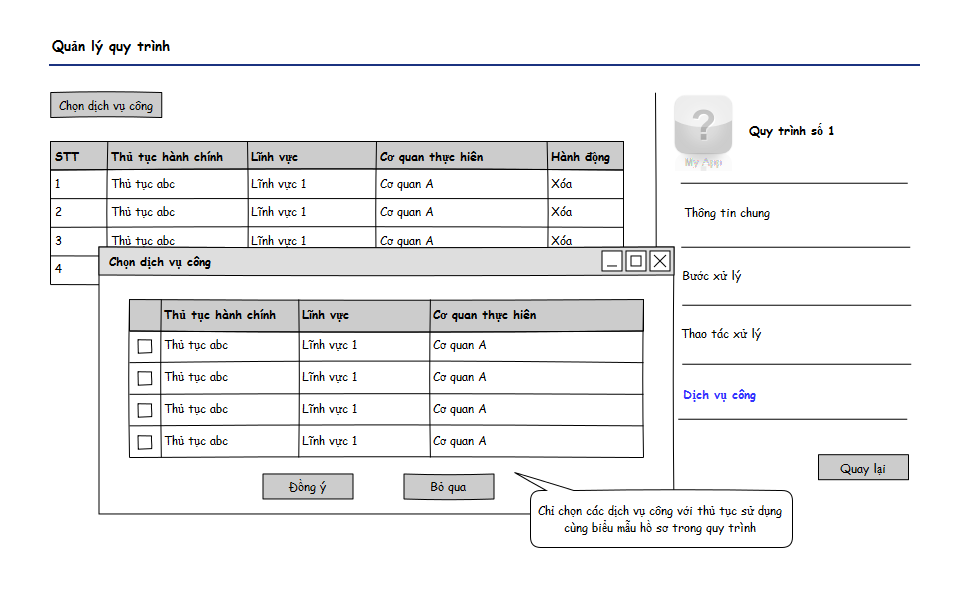 Quản lý quy trình
Chọn dịch vụ công
STT Thủ tục hành chính Lĩnh vực Cơ quan thực hiên Hành động
1 Thủ tục abc Lĩnh vực 1 Cơ quan A Xóa
2 Thủ tục abc Lĩnh vực 1 Cơ quan A Xóa
3 Thủ tục abc Lĩnh vực 1 Cơ quan A Xóa
4
Chọn dịch vụ công
Thủ tục hành chính Lĩnh vực Cơ quan thực hiên
Thủ tục abc Lĩnh vực 1 Cơ quan A
Thủ tục abc Lĩnh vực 1 Cơ quan A
Thủ tục abc Lĩnh vực 1 Cơ quan A
Thủ tục abc Lĩnh vực 1 Cơ quan A
Đồng ý Bỏ qua
Chỉ chọn các dịch vụ công với thủ tục sử dụng
cùng biểu mẫu hồ sơ trong quy trình
?
My App
Quy trình số 1
Thông tin chung
Bước xử lý
Thao tác xử lý
Dịch vụ công
Quay lại